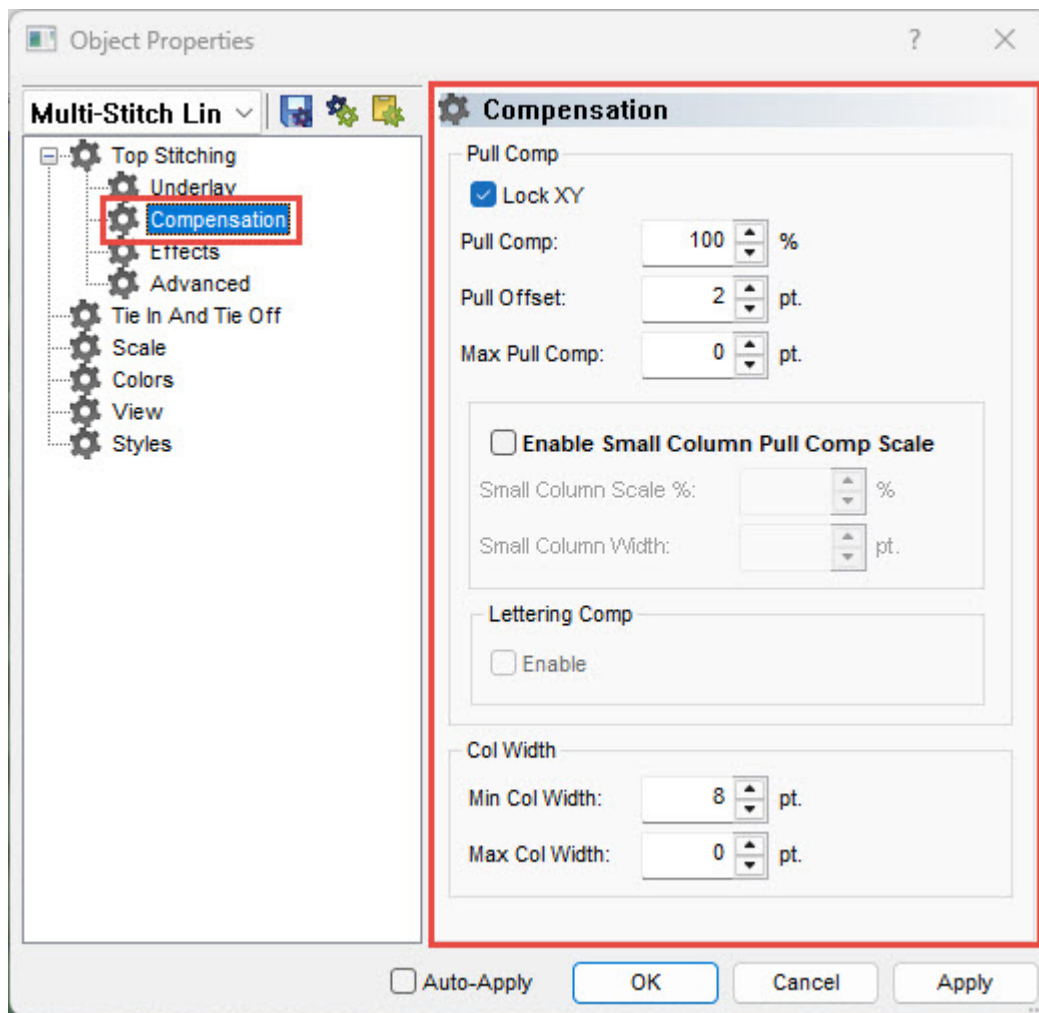 Object Properties ? ×
Multi-Stitch Lin
Top Stitching
Underlay
Compensation
Effects
Advanced
Tie In And Tie Off
Scale
Colors
View
Styles
Compensation
Pull Comp
Lock XY
Pull Comp: 100 %
Pull Offset: 2 pt.
Max Pull Comp: 0 pt.
Enable Small Column Pull Comp Scale
Small Column Scale %: %
Small Column Width: pt.
Lettering Comp
Enable
Col Width
Min Col Width: 8 pt.
Max Col Width: 0 pt.
Auto-Apply OK Cancel Apply